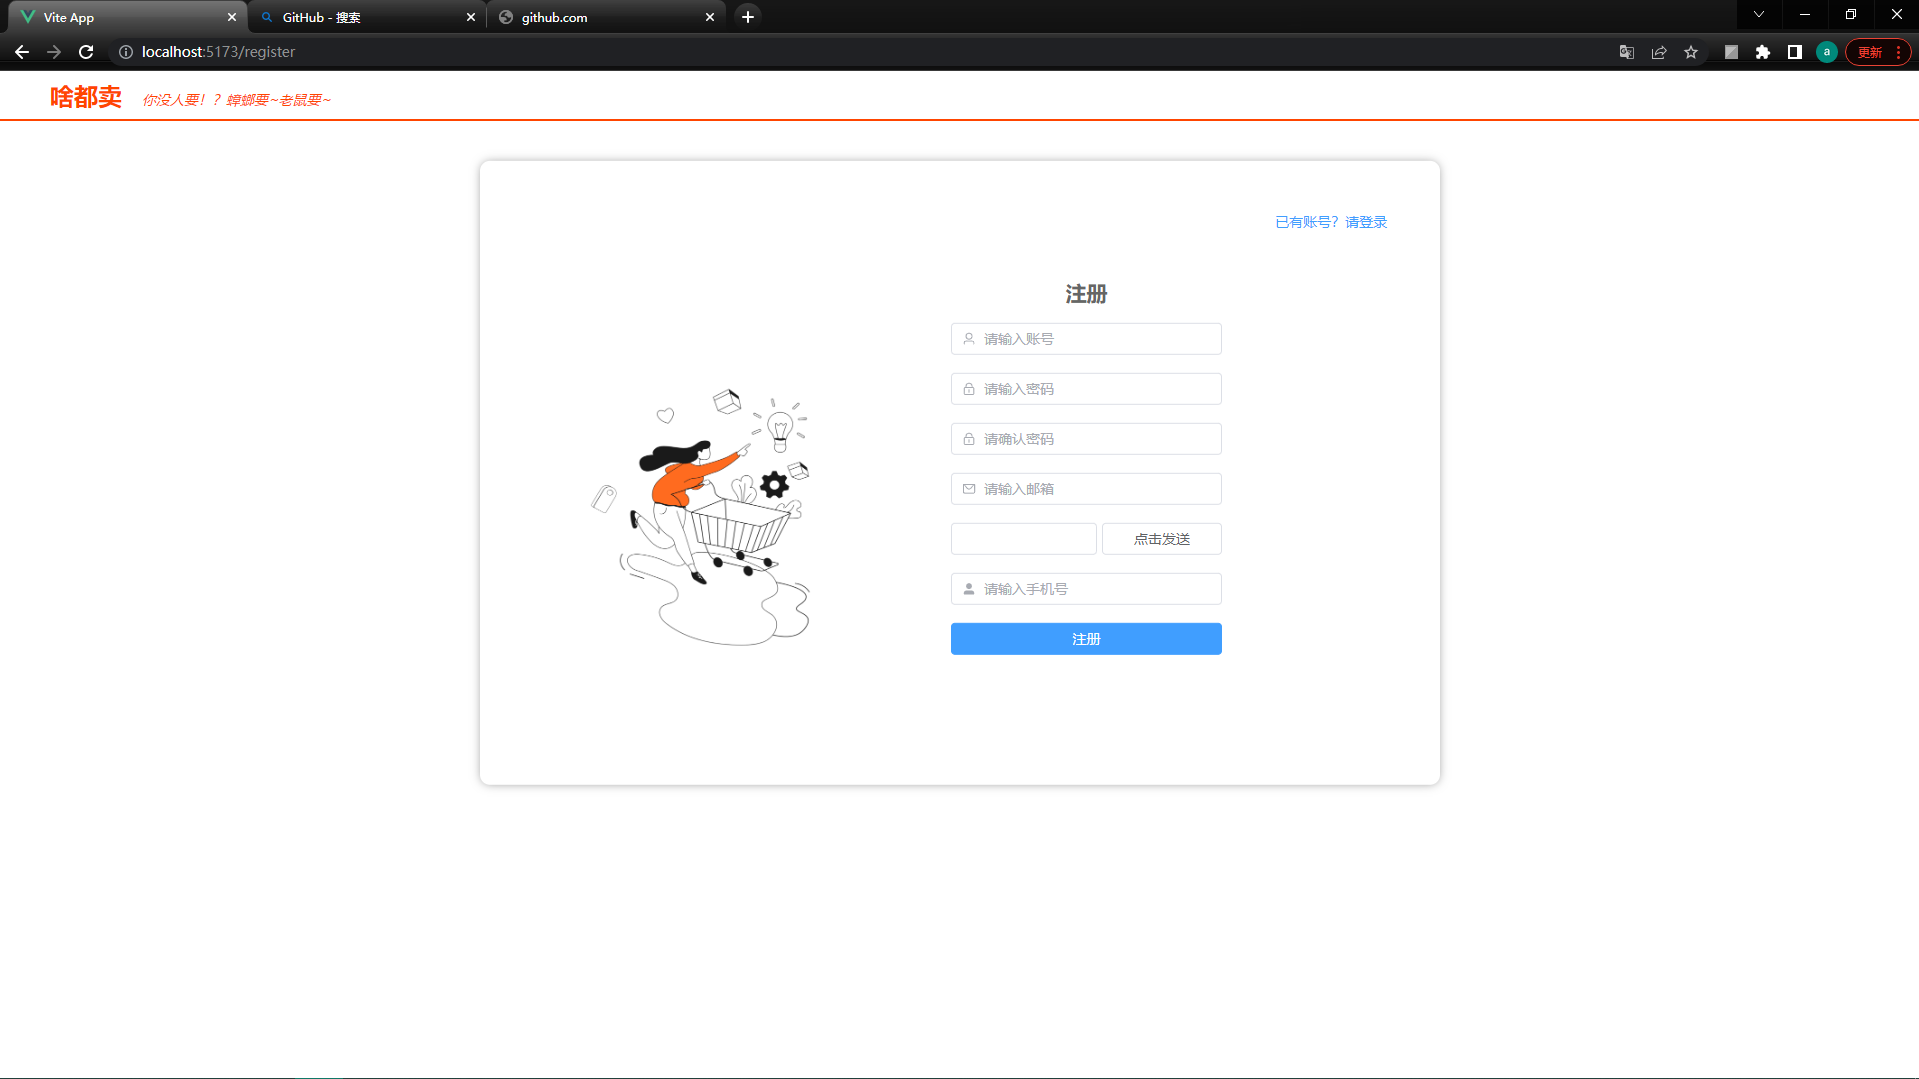 Vite App
GitHub - 搜索
github.com
localhost:5173/register
a
更新
啥都卖
你没人要！？蟑螂要~老鼠要~
已有账号？请登录
注册
请输入账号
请输入密码
请确认密码
请输入邮箱
点击发送
请输入手机号
注册